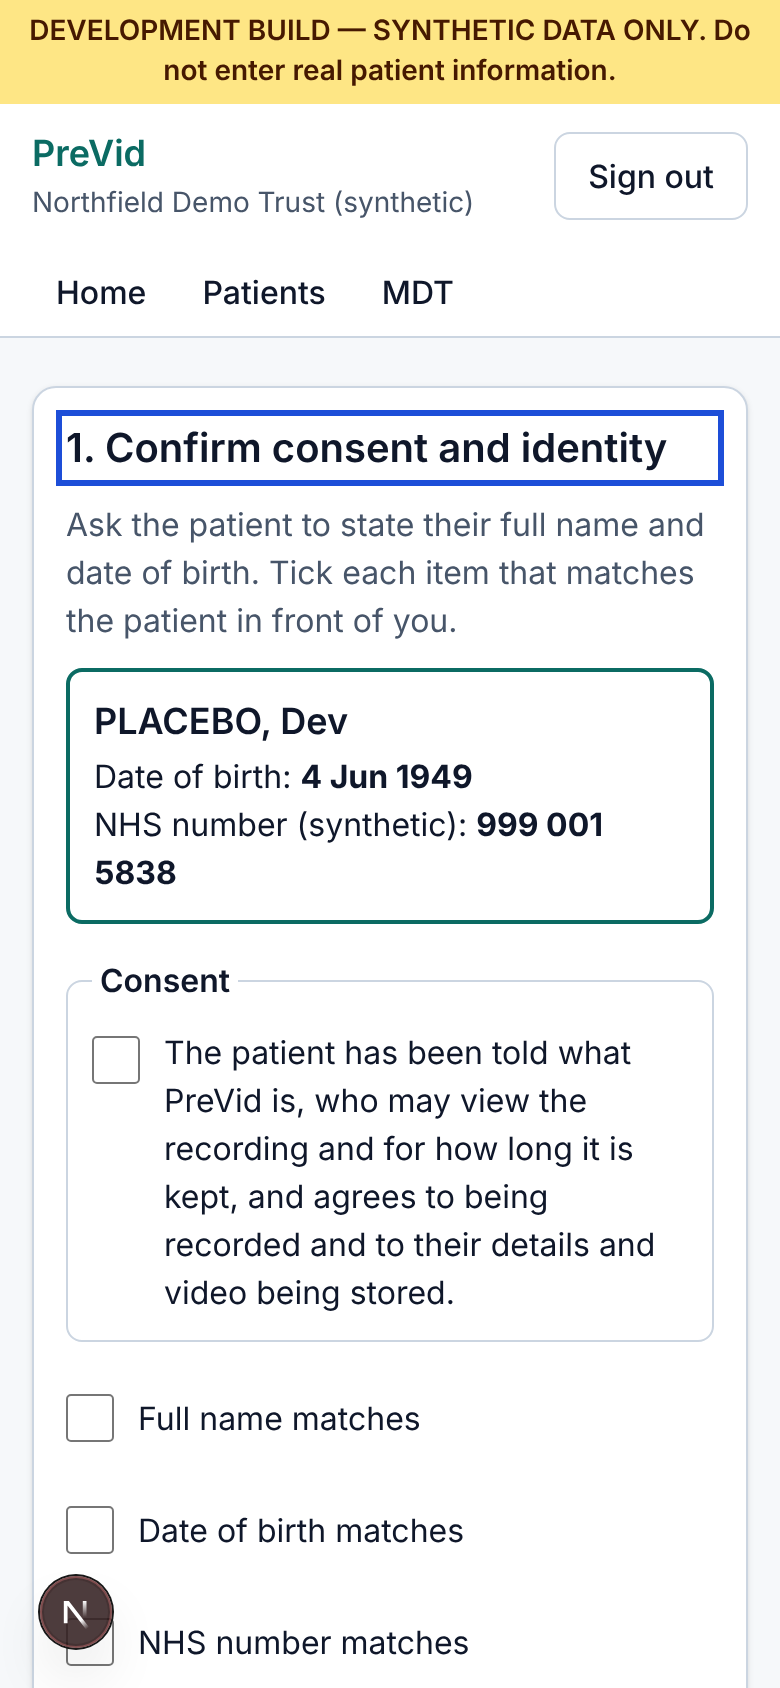 DEVELOPMENT BUILD — SYNTHETIC DATA ONLY. Do
not enter real patient information.
PreVid
Sign out
Northfield Demo Trust (synthetic)
Home Patients MDT
1. Confirm consent and identity
Ask the patient to state their full name and
date of birth. Tick each item that matches
the patient in front of you.
PLACEBO, Dev
Date of birth: 4 Jun 1949
NHS number (synthetic): 999 001
5838
Consent
The patient has been told what
PreVid is, who may view the
recording and for how long it is
kept, and agrees to being
recorded and to their details and
video being stored.
Full name matches
Date of birth matches
N
NHS number matches